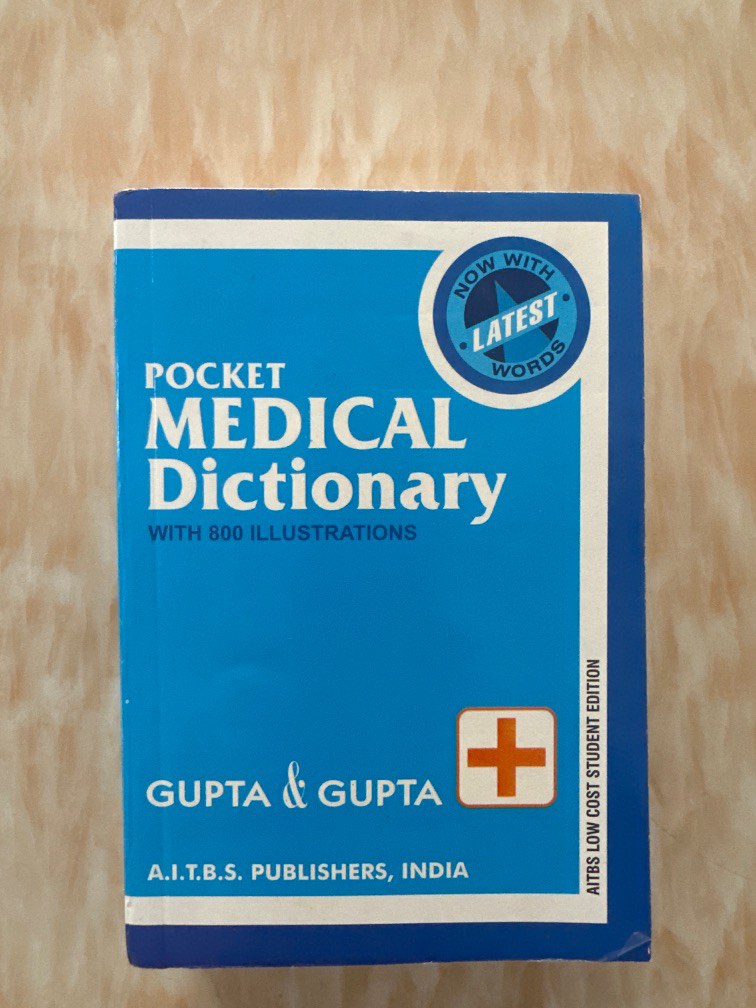 NOW WITH
LATEST
WORDS
POCKET
MEDICAL
Dictionary
WITH 800 ILLUSTRATIONS
GUPTA & GUPTA
A.I.T.B.S. PUBLISHERS, INDIA
AITBS LOW COST STUDENT EDITION